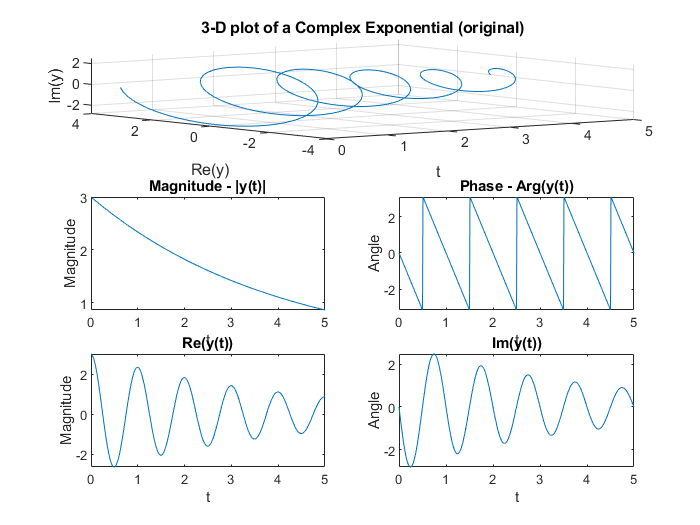 3-D plot of a Complex Exponential (original)
Im(y)
2
0
-2
4
2
0
-2
-4
Re(y)
0
1
2
3
4
5
t
Magnitude - |y(t)|
Magnitude
3
2
1
0 1 2 3 4 5
t
Phase - Arg(y(t))
Angle
2
0
-2
0 1 2 3 4 5
t
Re(y(t))
Magnitude
2
0
-2
0 1 2 3 4 5
t
Im(y(t))
Angle
2
0
-2
0 1 2 3 4 5
t